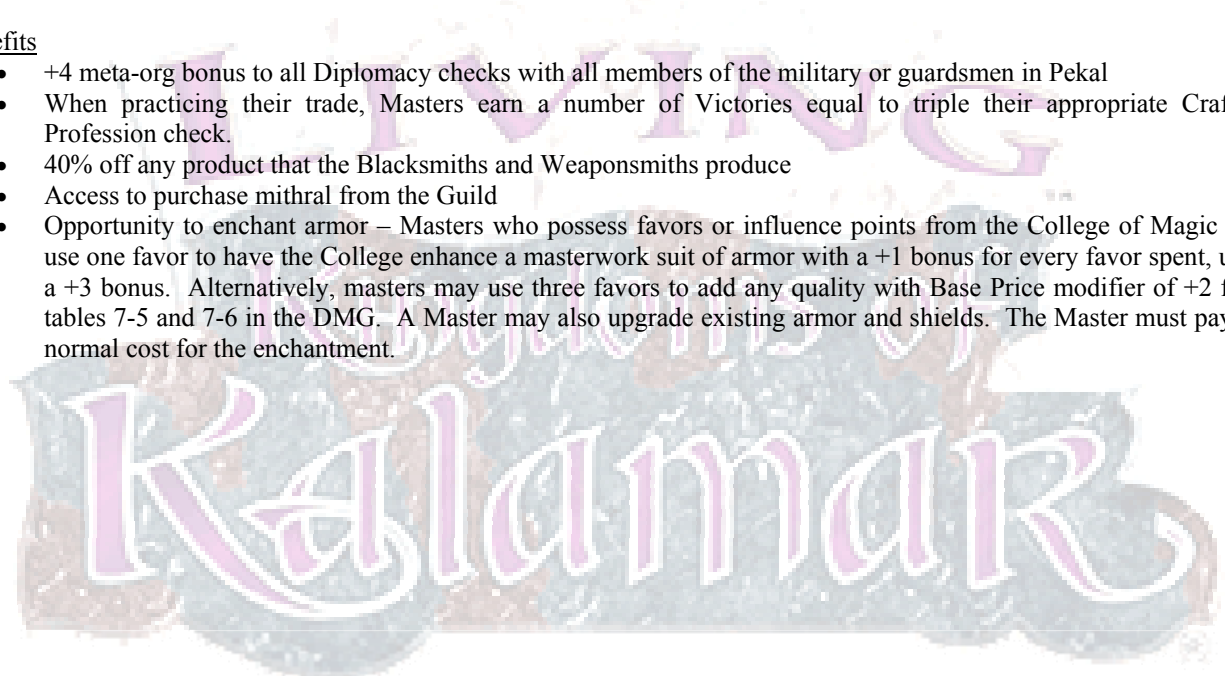 efits
• +4 meta-org bonus to all Diplomacy checks with all members of the military or guardsmen in Pekal
• When practicing their trade, Masters earn a number of Victories equal to triple their appropriate Craf
Profession check.
• 40% off any product that the Blacksmiths and Weaponsmiths produce
• Access to purchase mithral from the Guild
• Opportunity to enchant armor – Masters who possess favors or influence points from the College of Magic
use one favor to have the College enhance a masterwork suit of armor with a +1 bonus for every favor spent, u
a +3 bonus. Alternatively, masters may use three favors to add any quality with Base Price modifier of +2 f
tables 7-5 and 7-6 in the DMG. A Master may also upgrade existing armor and shields. The Master must pay
normal cost for the enchantment.
LIVING
Kingdoms of
Kalamar
®